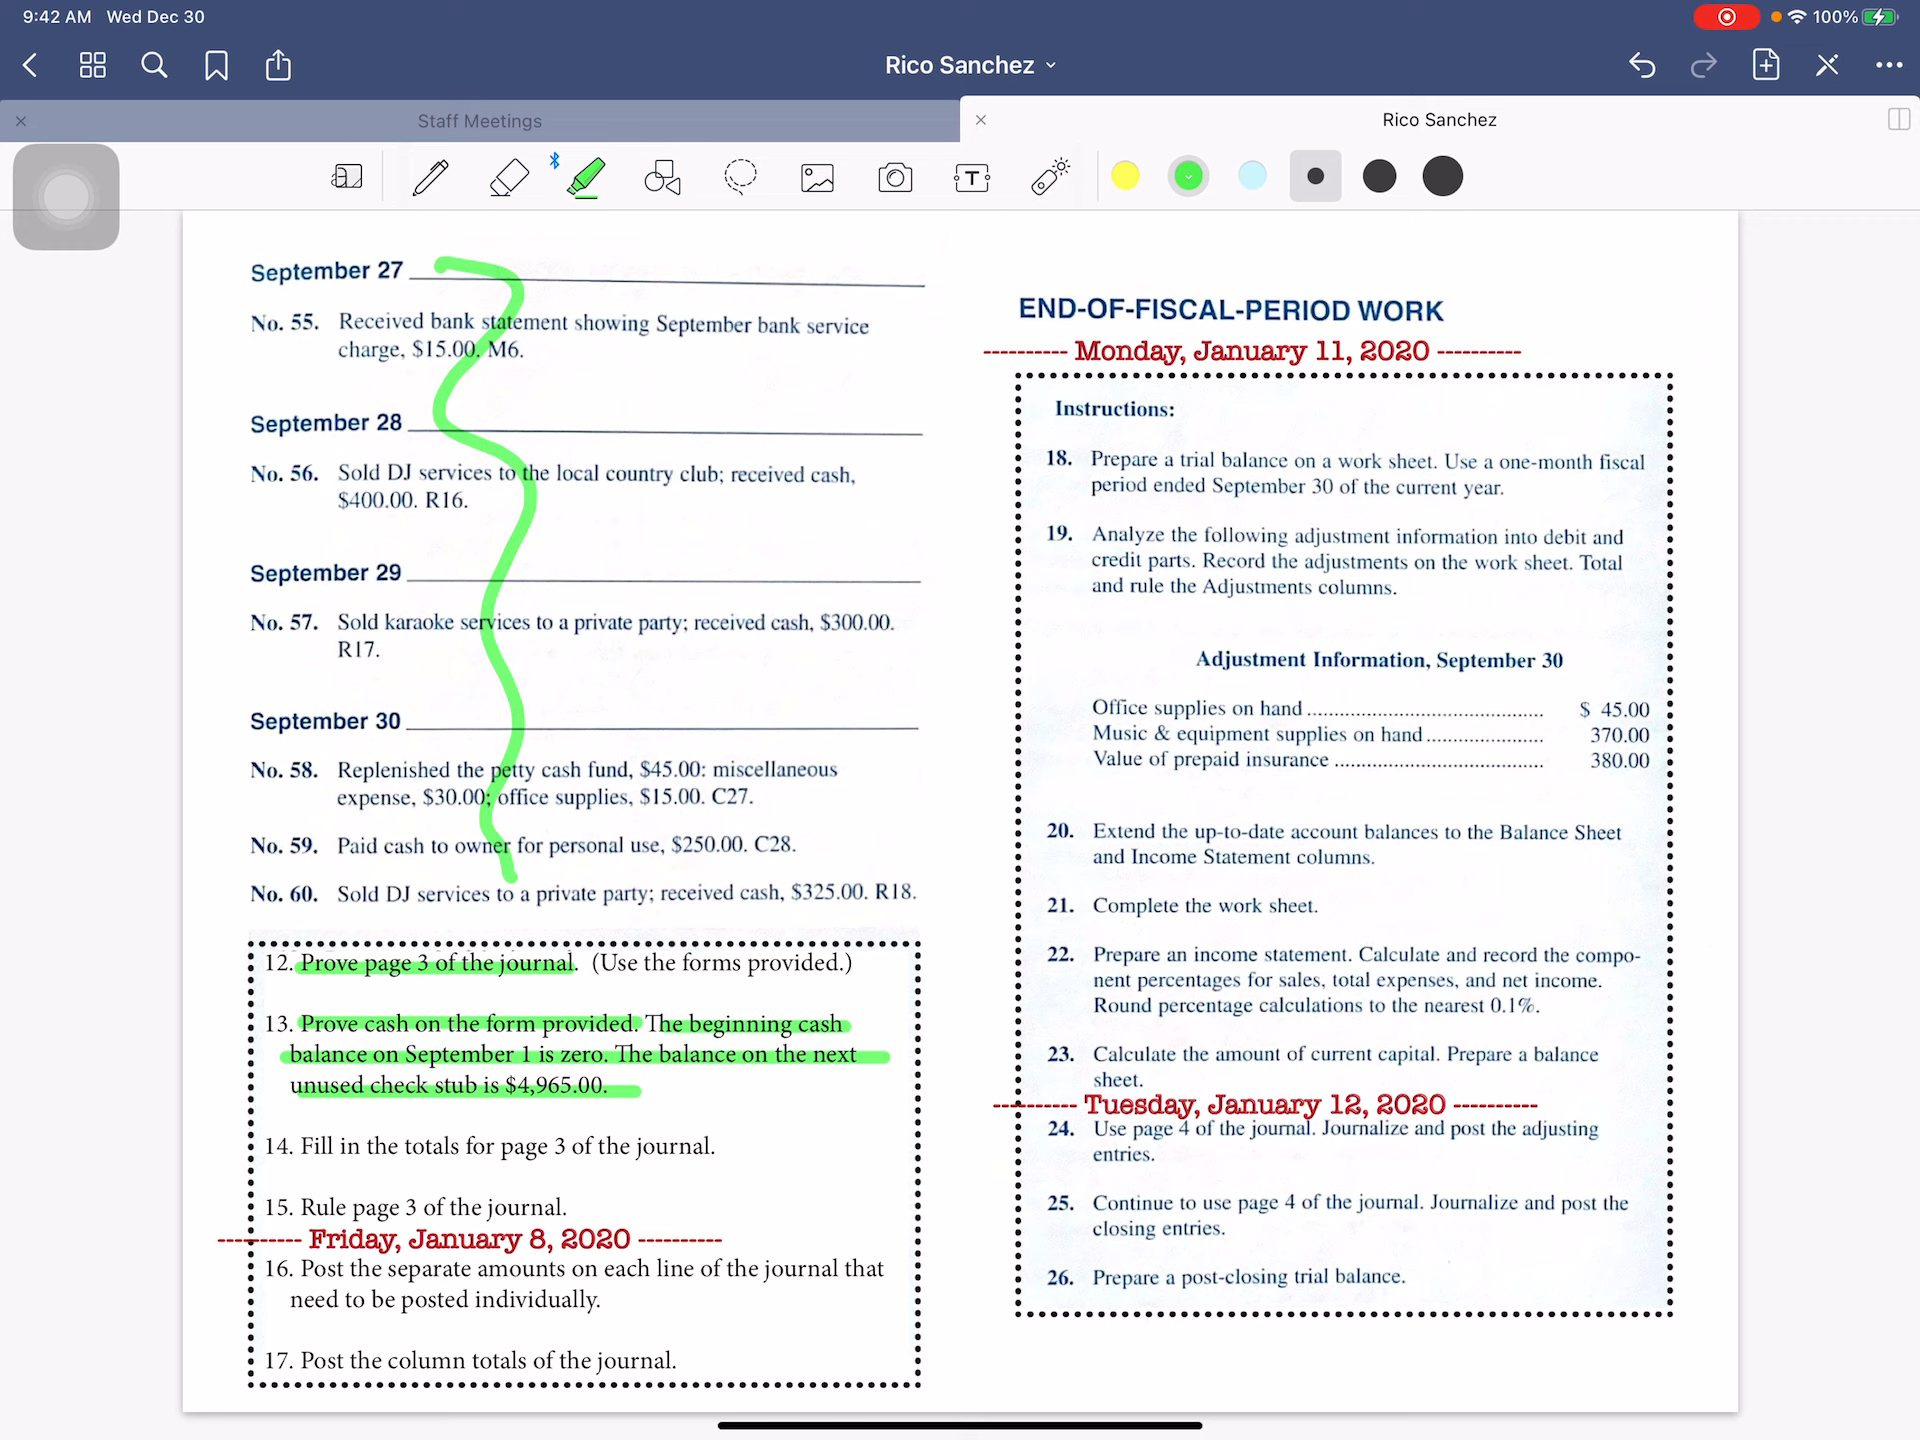 9:42 AM Wed Dec 30
100%
Rico Sanchez
Staff Meetings
Rico Sanchez
September 27
No. 55. Received bank statement showing September bank service
charge, $15.00. M6.
September 28
No. 56. Sold DJ services to the local country club; received cash,
$400.00. R16.
September 29
No. 57. Sold karaoke services to a private party; received cash, $300.00.
R17.
September 30
No. 58. Replenished the petty cash fund, $45.00: miscellaneous
expense, $30.00; office supplies, $15.00. C27.
No. 59. Paid cash to owner for personal use, $250.00. C28.
No. 60. Sold DJ services to a private party; received cash, $325.00. R18.
12. Prove page 3 of the journal. (Use the forms provided.)
13. Prove cash on the form provided. The beginning cash
balance on September 1 is zero. The balance on the next
unused check stub is $4,965.00.
14. Fill in the totals for page 3 of the journal.
15. Rule page 3 of the journal.
---------- Friday, January 8, 2020 ----------
16. Post the separate amounts on each line of the journal that
need to be posted individually.
17. Post the column totals of the journal.
END-OF-FISCAL-PERIOD WORK
---------- Monday, January 11, 2020 ----------
Instructions:
18. Prepare a trial balance on a work sheet. Use a one-month fiscal
period ended September 30 of the current year.
19. Analyze the following adjustment information into debit and
credit parts. Record the adjustments on the work sheet. Total
and rule the Adjustments columns.
Adjustment Information, September 30
Office supplies on hand ........................................ $ 45.00
Music & equipment supplies on hand .................... 370.00
Value of prepaid insurance ................................... 380.00
20. Extend the up-to-date account balances to the Balance Sheet
and Income Statement columns.
21. Complete the work sheet.
22. Prepare an income statement. Calculate and record the compo-
nent percentages for sales, total expenses, and net income.
Round percentage calculations to the nearest 0.1%.
23. Calculate the amount of current capital. Prepare a balance
sheet.
---------- Tuesday, January 12, 2020 ----------
24. Use page 4 of the journal. Journalize and post the adjusting
entries.
25. Continue to use page 4 of the journal. Journalize and post the
closing entries.
26. Prepare a post-closing trial balance.